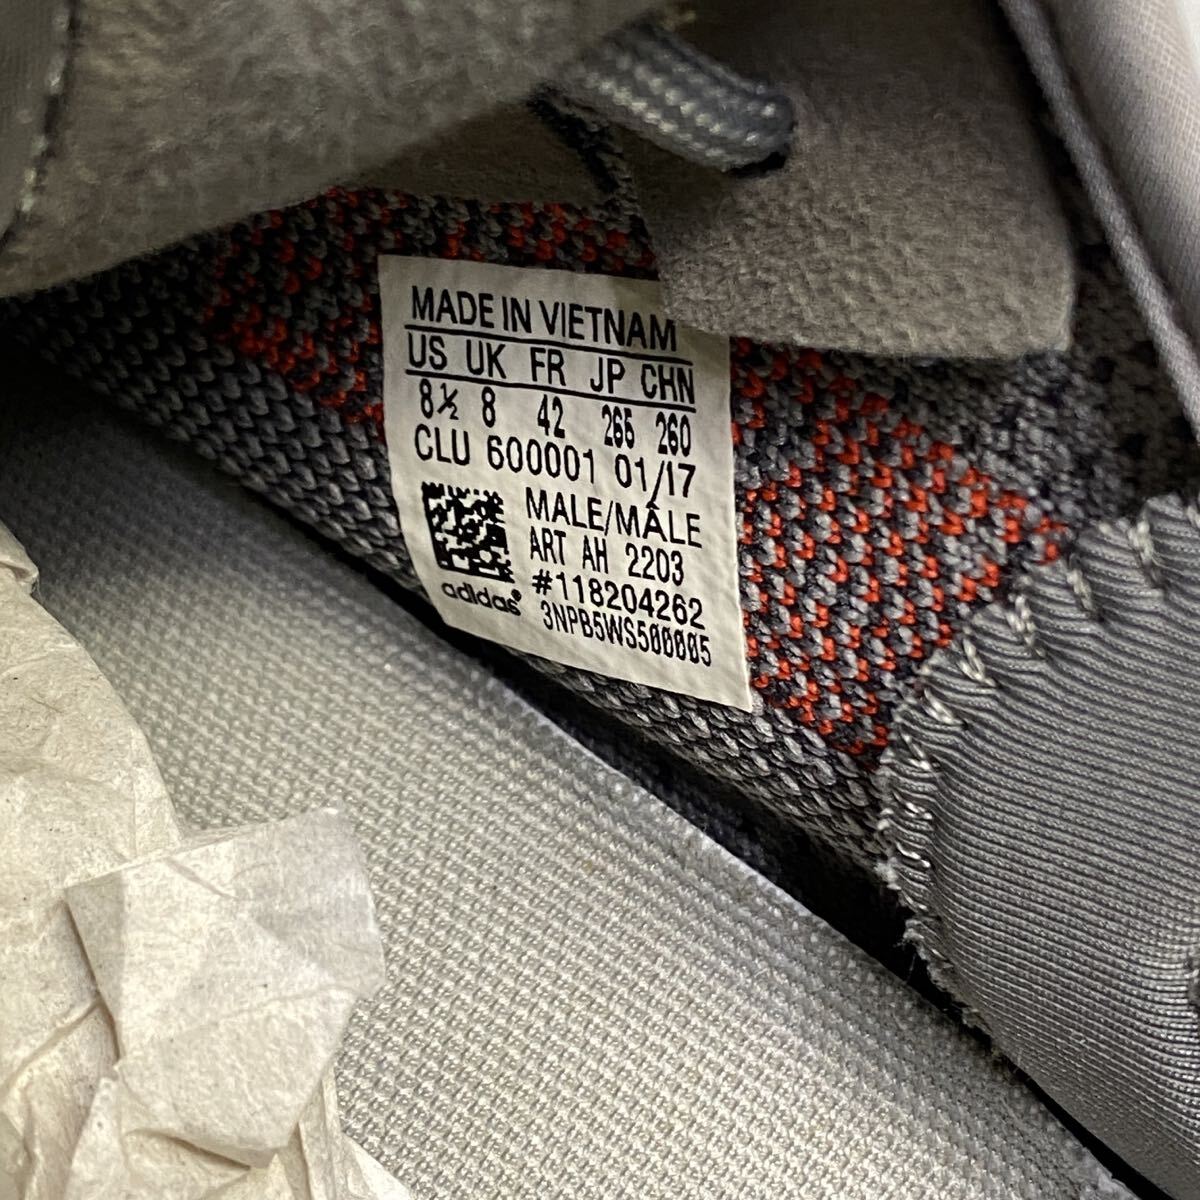 MADE IN VIETNAM
US UK FR JP CHN
8½ 8 42 265 260
CLU 600001 01/17
MALE/MÂLE
ART AH 2203
#118204262
adidas® 3NPB5WS500005